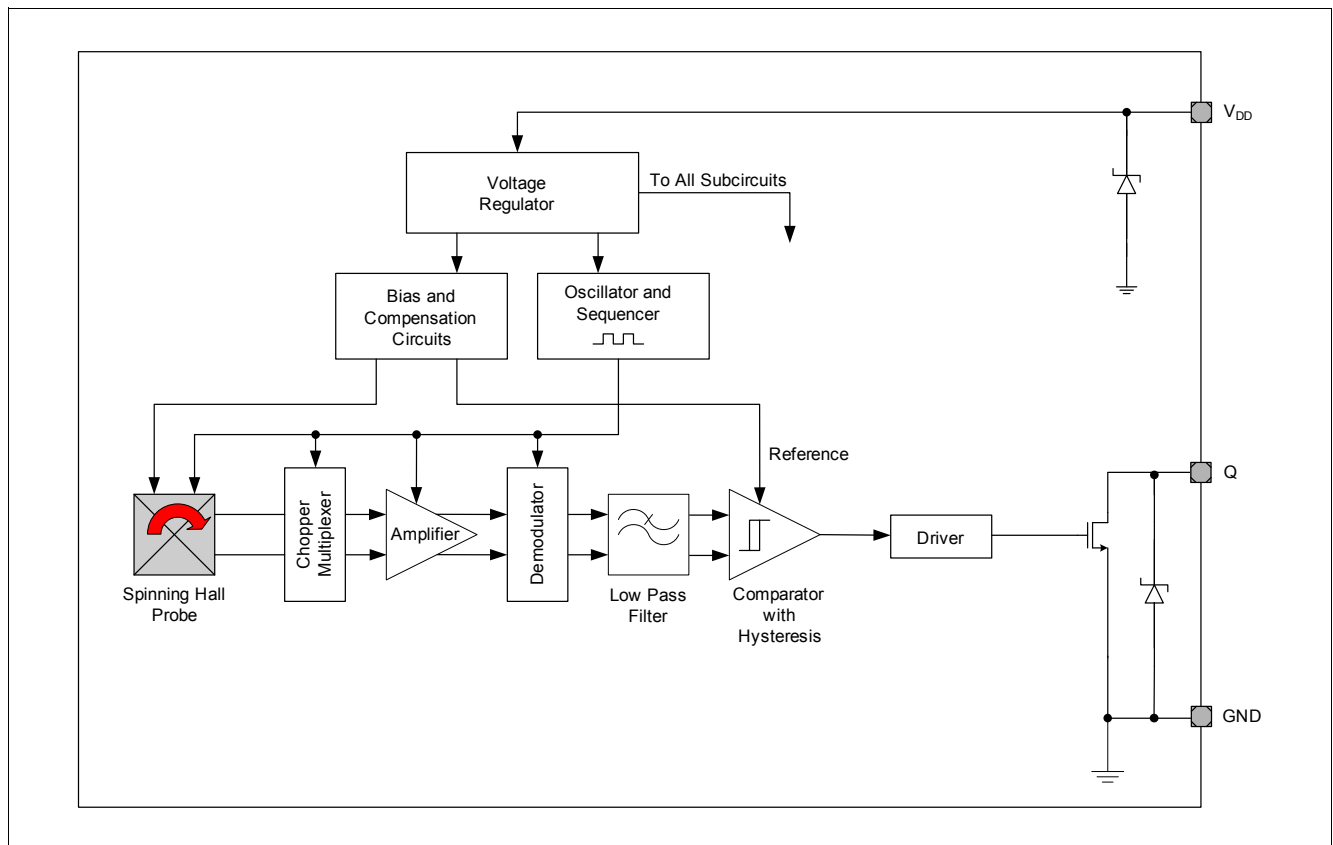 V_DD
Voltage
Regulator
To All Subcircuits
Bias and
Compensation
Circuits
Oscillator and
Sequencer
Reference
Q
Chopper
Multiplexer
Amplifier
Demodulator
Driver
Spinning Hall
Probe
Low Pass
Filter
Comparator
with
Hysteresis
GND